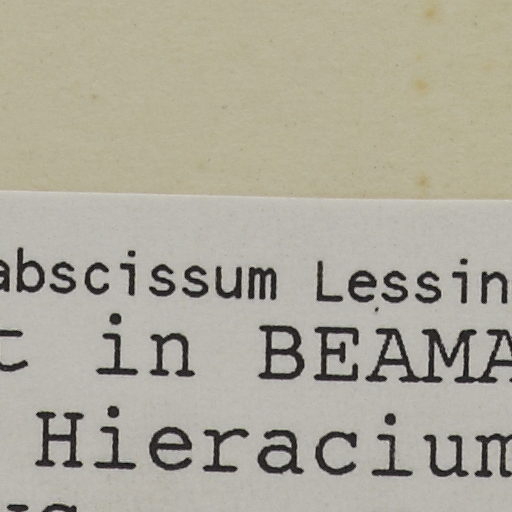 abscissum Lessin
t in BEAMA
Hieracium